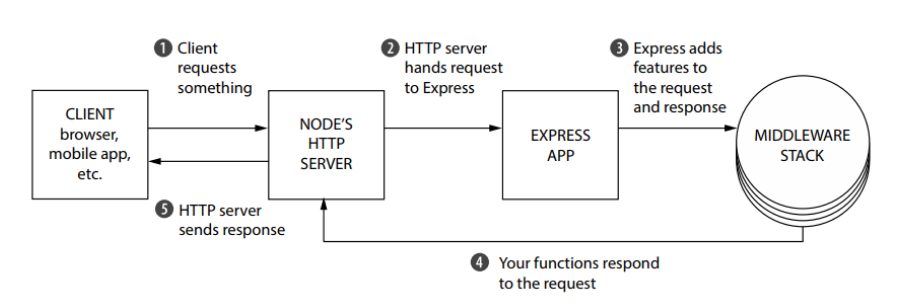 1 Client
requests
something
2 HTTP server
hands request
to Express
3 Express adds
features to
the request
and response
CLIENT
browser,
mobile app,
etc.
NODE'S
HTTP
SERVER
EXPRESS
APP
MIDDLEWARE
STACK
5 HTTP server
sends response
4 Your functions respond
to the request